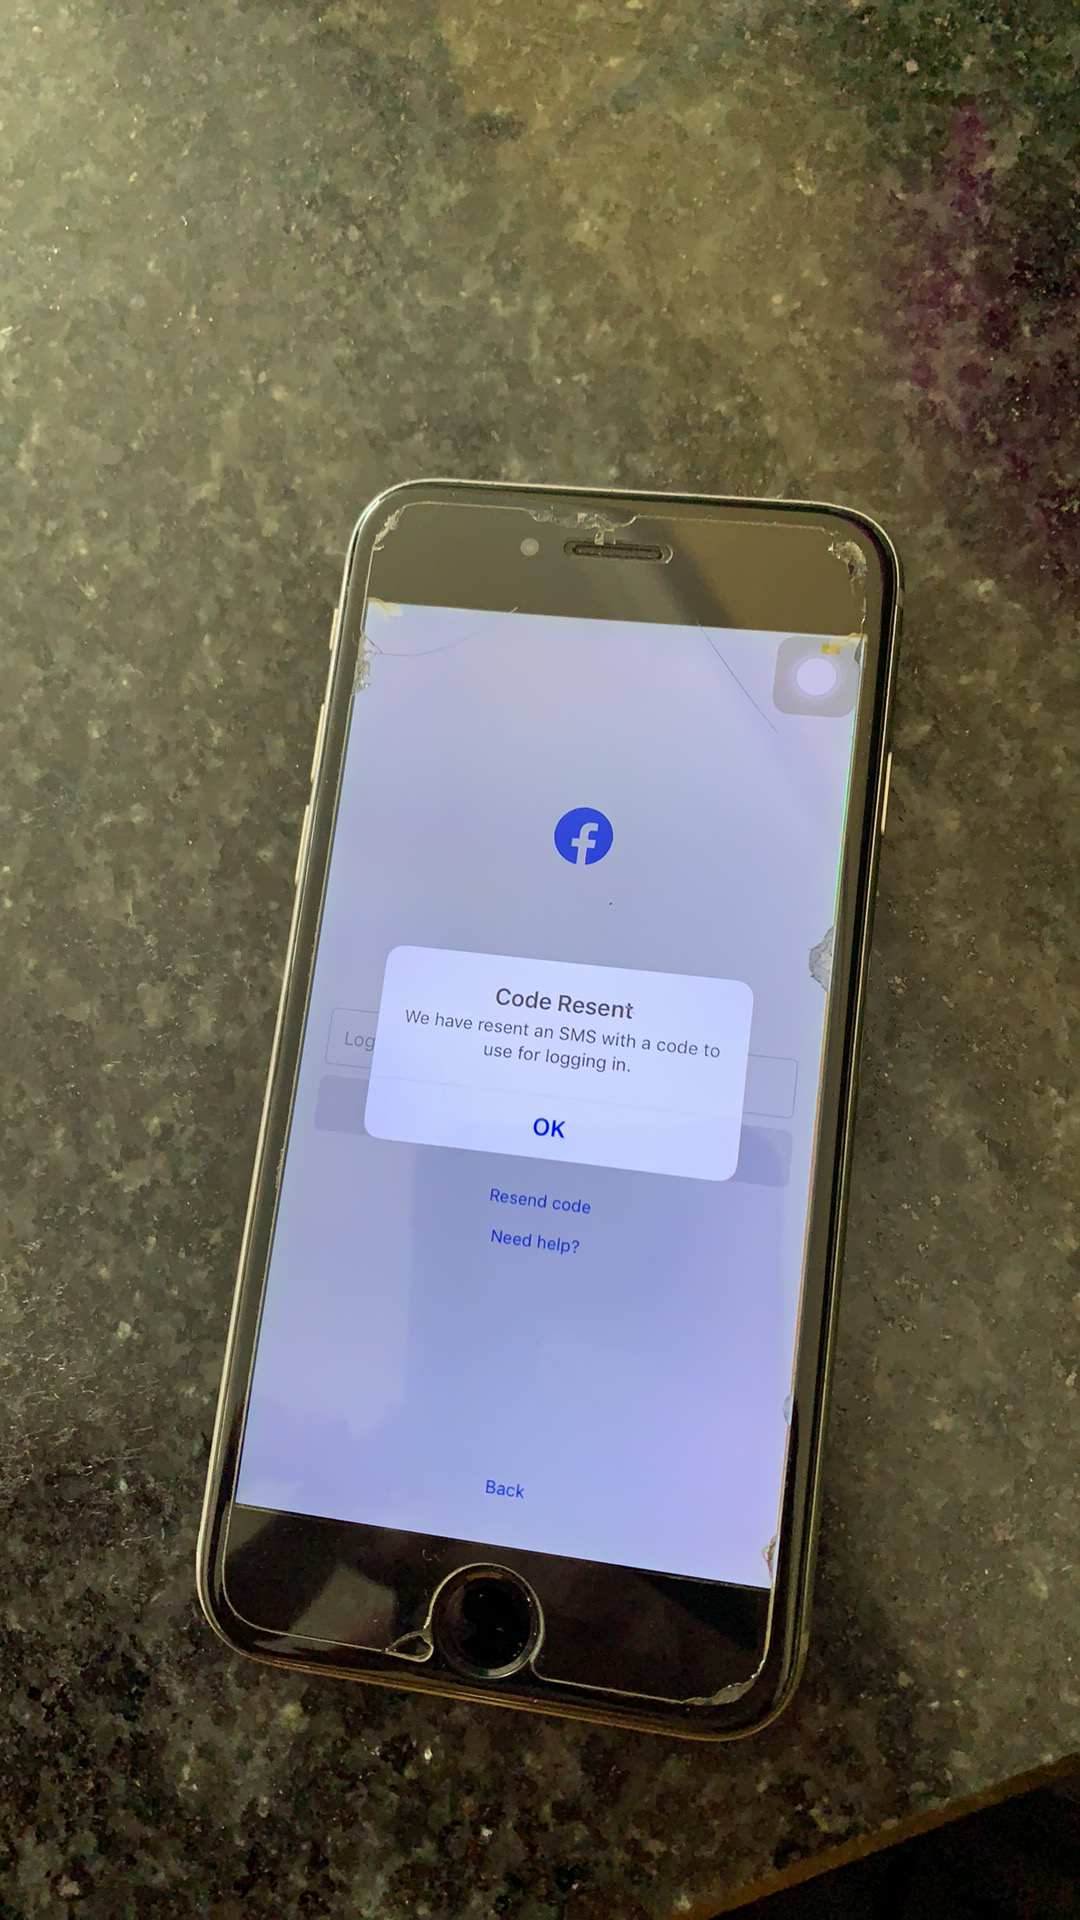 Code Resent
We have resent an SMS with a code to
use for logging in.
Log
OK
Resend code
Need help?
Back